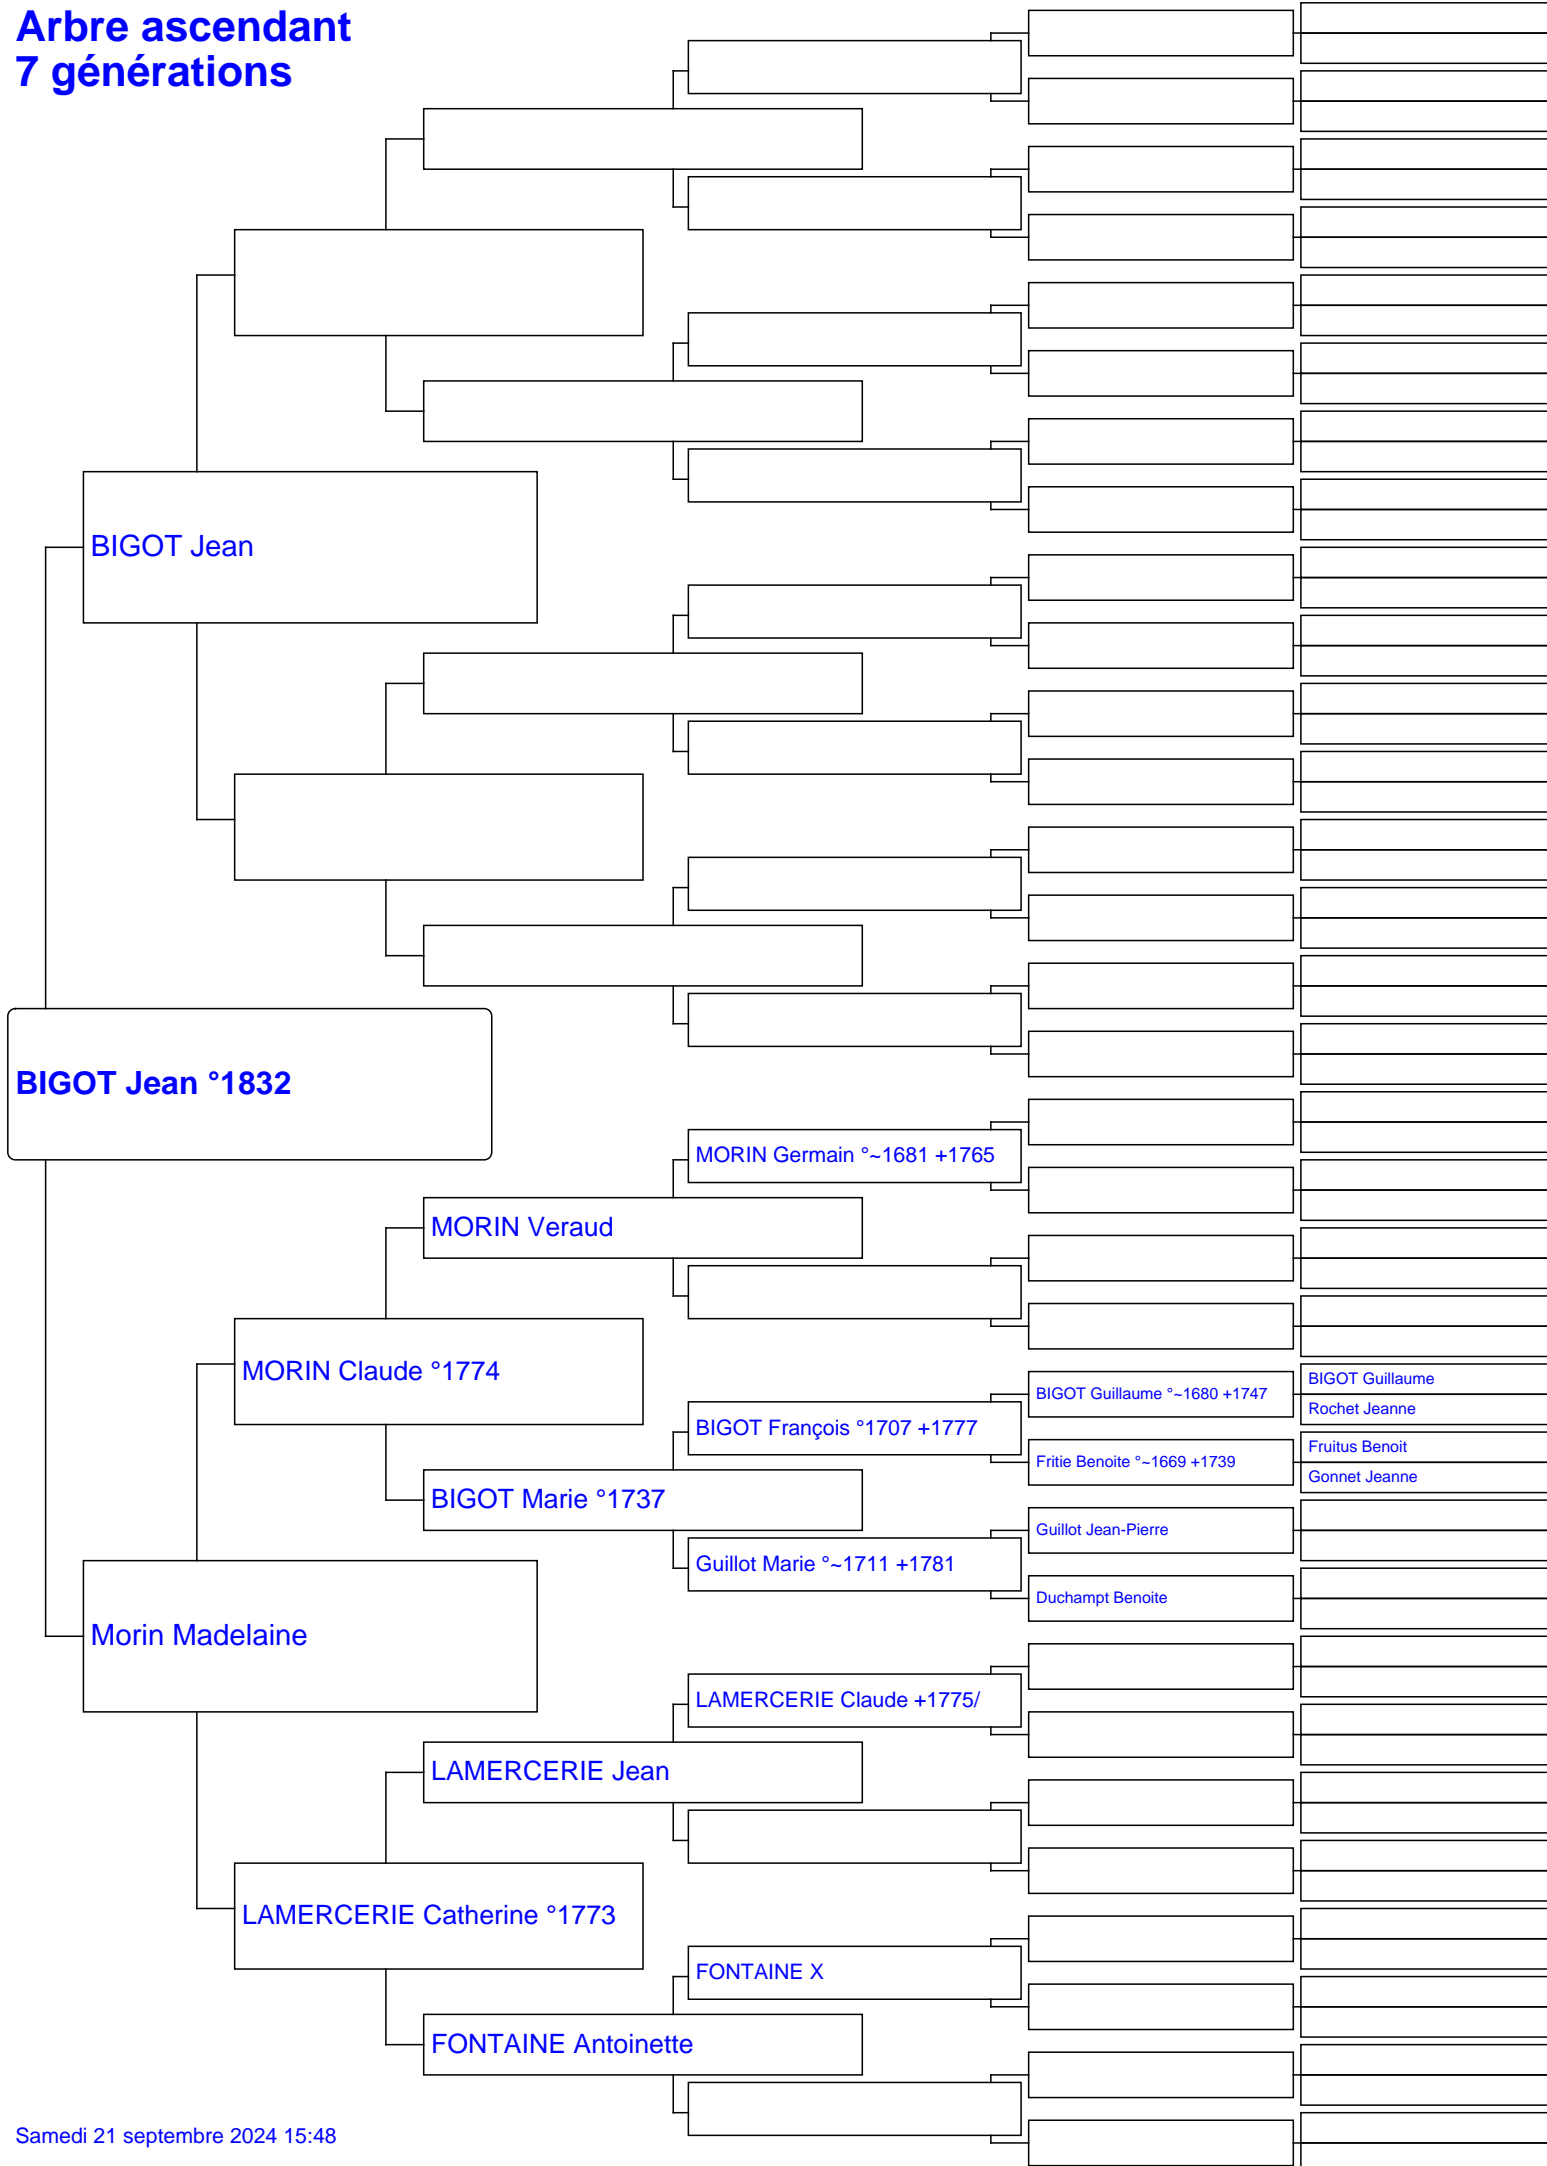 Arbre ascendant
7 générations
BIGOT Jean
BIGOT Jean °1832
MORIN Germain °~1681 +1765
MORIN Veraud
MORIN Claude °1774
BIGOT Guillaume °~1680 +1747
BIGOT Guillaume
Rochet Jeanne
BIGOT François °1707 +1777
Fritie Benoite °~1669 +1739
Fruitus Benoit
Gonnet Jeanne
BIGOT Marie °1737
Guillot Jean-Pierre
Guillot Marie °~1711 +1781
Duchampt Benoite
Morin Madelaine
LAMERCERIE Claude +1775/
LAMERCERIE Jean
LAMERCERIE Catherine °1773
FONTAINE X
FONTAINE Antoinette
Samedi 21 septembre 2024 15:48